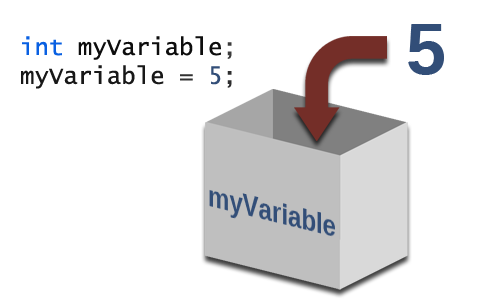 int myVariable;
myVariable = 5;
5
myVariable